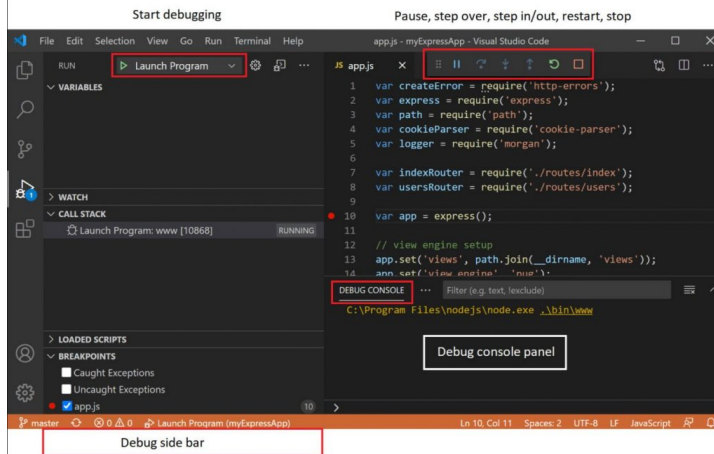 Start debugging
Pause, step over, step in/out, restart, stop
File Edit Selection View Go Run Terminal Help
app.js - myExpressApp - Visual Studio Code
RUN
Launch Program
VARIABLES
WATCH
CALL STACK
Launch Program: www [10868]
RUNNING
LOADED SCRIPTS
BREAKPOINTS
Caught Exceptions
Uncaught Exceptions
app.js
10
1
JS app.js
1 var createError = require('http-errors');
2 var express = require('express');
3 var path = require('path');
4 var cookieParser = require('cookie-parser');
5 var logger = require('morgan');
6
7 var indexRouter = require('./routes/index');
8 var usersRouter = require('./routes/users');
9
10 var app = express();
11
12 // view engine setup
13 app.set('views', path.join(__dirname, 'views'));
14 app.set('view engine', 'pug');
DEBUG CONSOLE
Filter (e.g. text, !exclude)
C:\Program Files\nodejs\node.exe .\bin\www
Debug console panel
master 0 0 Launch Program (myExpressApp)
Ln 10, Col 11 Spaces: 2 UTF-8 LF JavaScript
Debug side bar